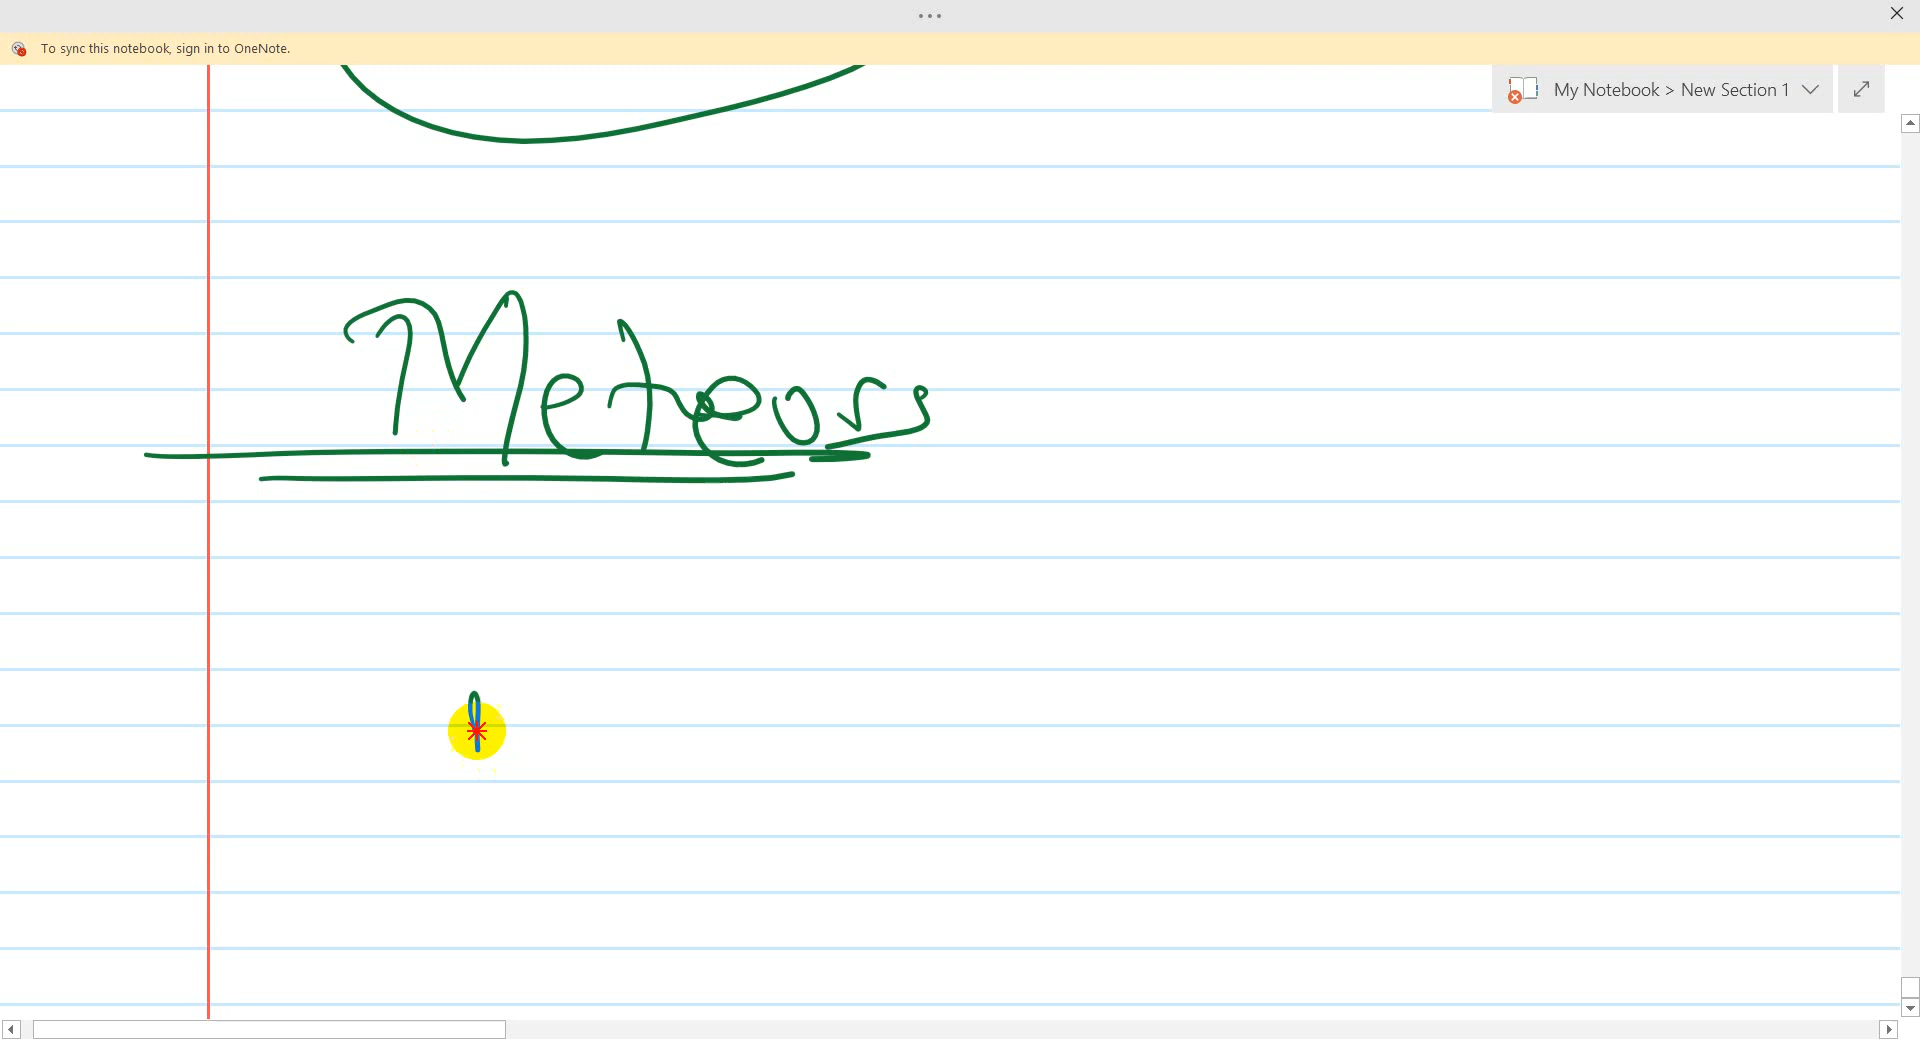 To sync this notebook, sign in to OneNote.
My Notebook > New Section 1
Meteors